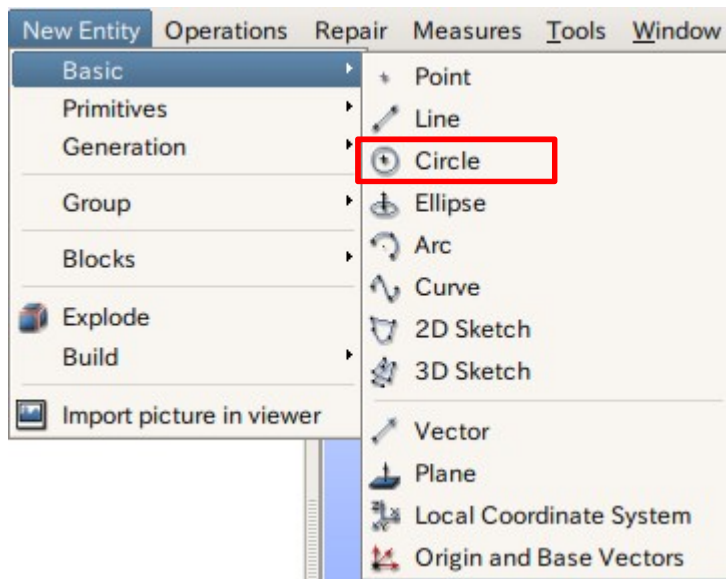 New Entity Operations Repair Measures Tools Window
Basic
Primitives
Generation
Group
Blocks
Explode
Build
Import picture in viewer
Point
Line
Circle
Ellipse
Arc
Curve
2D Sketch
3D Sketch
Vector
Plane
Local Coordinate System
Origin and Base Vectors